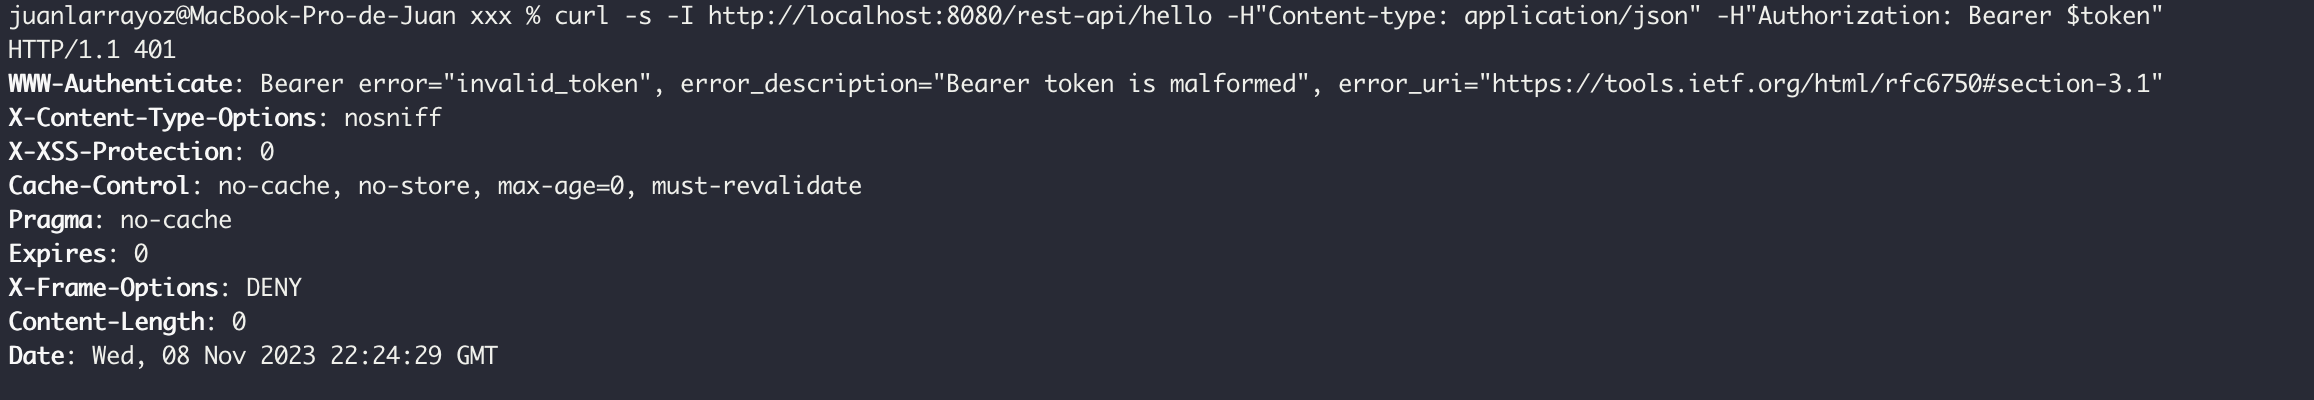 juanlarrayoz@MacBook-Pro-de-Juan xxx % curl -s -I http://localhost:8080/rest-api/hello -H"Content-type: application/json" -H"Authorization: Bearer $token"
HTTP/1.1 401
WWW-Authenticate: Bearer error="invalid_token", error_description="Bearer token is malformed", error_uri="https://tools.ietf.org/html/rfc6750#section-3.1"
X-Content-Type-Options: nosniff
X-XSS-Protection: 0
Cache-Control: no-cache, no-store, max-age=0, must-revalidate
Pragma: no-cache
Expires: 0
X-Frame-Options: DENY
Content-Length: 0
Date: Wed, 08 Nov 2023 22:24:29 GMT